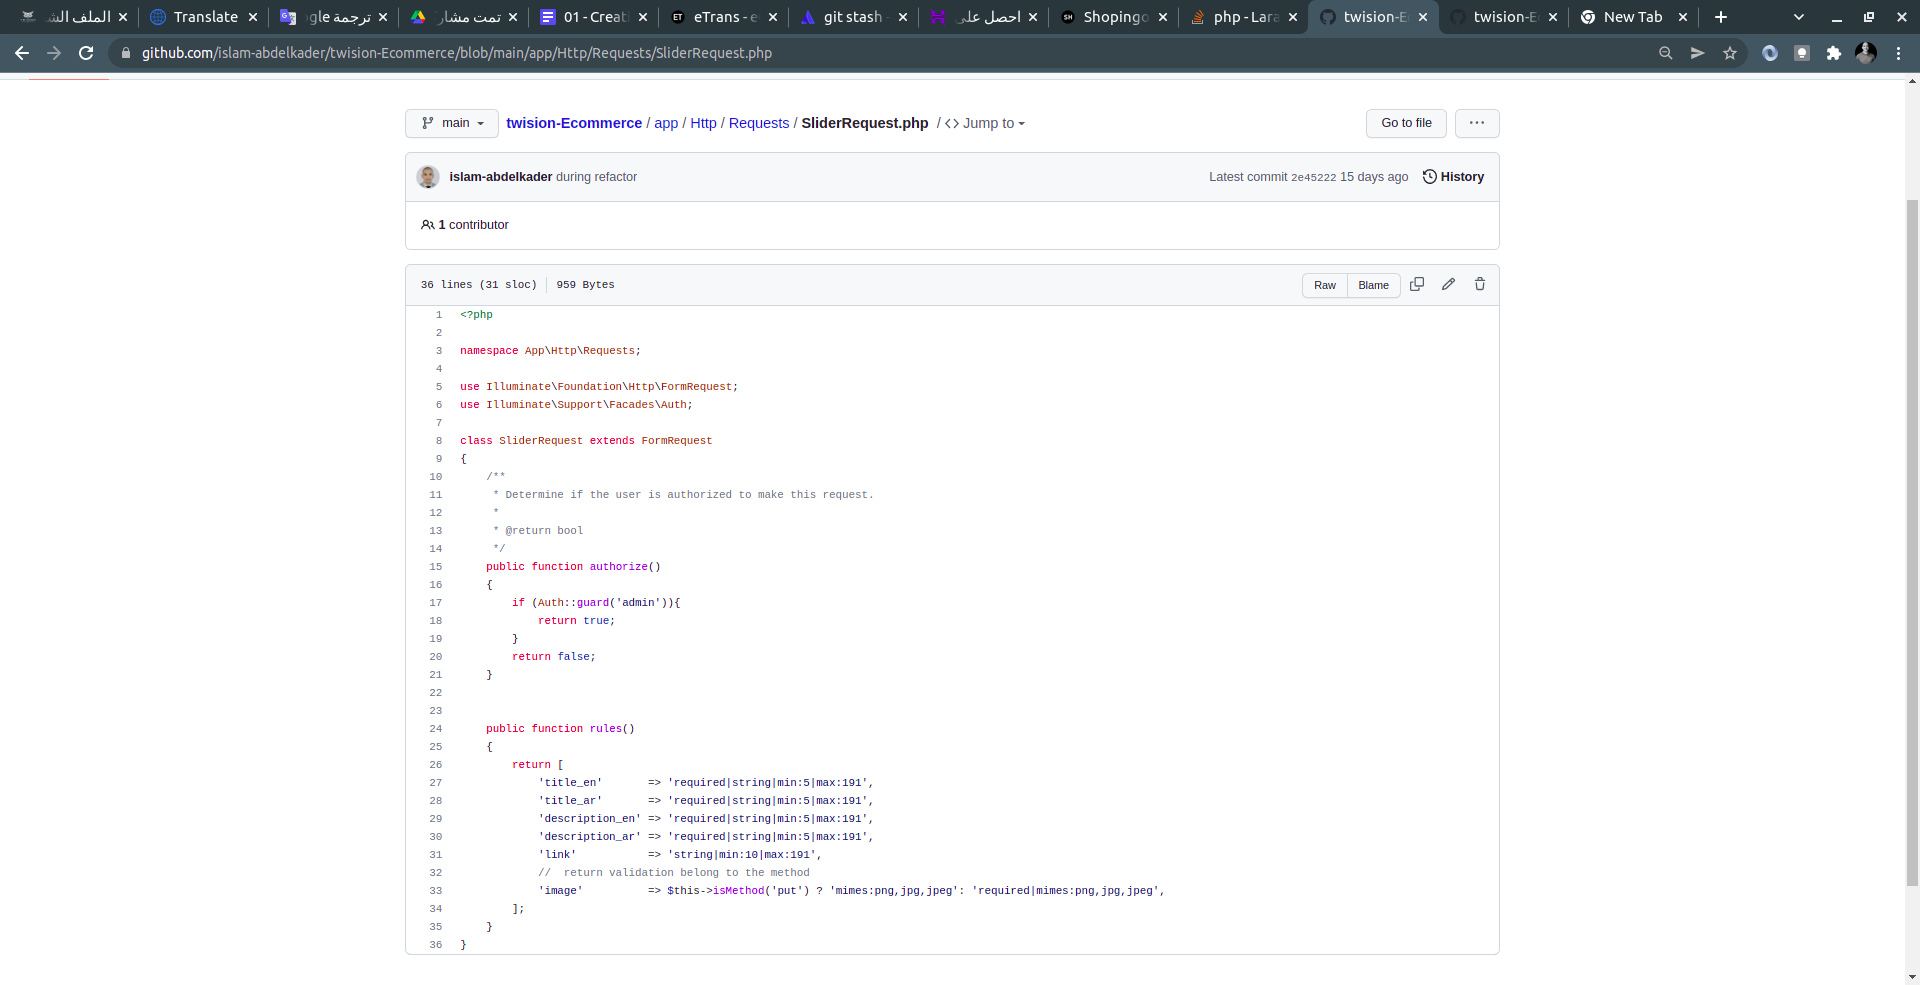 الملف الش
Translate
ترجمة ogle
تمت مشار
01 - Creati
eTrans - e
git stash -
احصل على
Shopingo
php - Lara
twision-E
twision-E
New Tab
github.com/islam-abdelkader/twision-Ecommerce/blob/main/app/Http/Requests/SliderRequest.php
main
twision-Ecommerce / app / Http / Requests / SliderRequest.php / <> Jump to
Go to file
...
islam-abdelkader during refactor
Latest commit 2e45222 15 days ago
History
1 contributor
36 lines (31 sloc) | 959 Bytes
Raw
Blame
1 <?php
2
3 namespace App\Http\Requests;
4
5 use Illuminate\Foundation\Http\FormRequest;
6 use Illuminate\Support\Facades\Auth;
7
8 class SliderRequest extends FormRequest
9 {
10     /**
11      * Determine if the user is authorized to make this request.
12      *
13      * @return bool
14      */
15     public function authorize()
16     {
17         if (Auth::guard('admin')){
18             return true;
19         }
20         return false;
21     }
22
23
24     public function rules()
25     {
26         return [
27             'title_en'       => 'required|string|min:5|max:191',
28             'title_ar'       => 'required|string|min:5|max:191',
29             'description_en' => 'required|string|min:5|max:191',
30             'description_ar' => 'required|string|min:5|max:191',
31             'link'           => 'string|min:10|max:191',
32             //  return validation belong to the method
33             'image'          => $this->isMethod('put') ? 'mimes:png,jpg,jpeg': 'required|mimes:png,jpg,jpeg',
34         ];
35     }
36 }